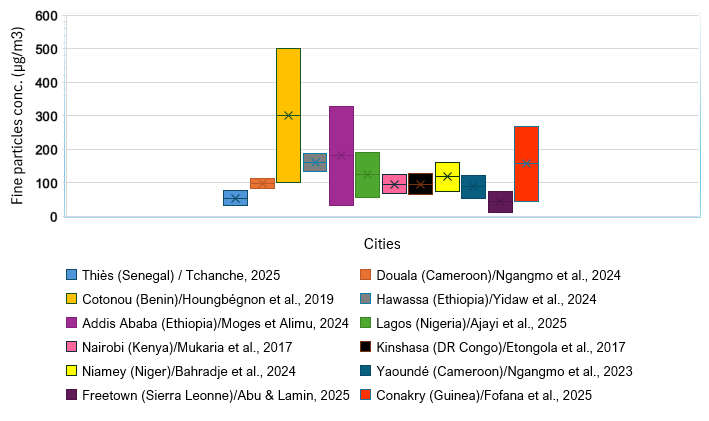 600
500
400
300
200
100
0
Fine particles conc. (µg/m3)
Cities
Thiès (Senegal) / Tchanche, 2025
Douala (Cameroon)/Ngangmo et al., 2024
Cotonou (Benin)/Houngbégnon et al., 2019
Hawassa (Ethiopia)/Yidaw et al., 2024
Addis Ababa (Ethiopia)/Moges et Alimu, 2024
Lagos (Nigeria)/Ajayi et al., 2025
Nairobi (Kenya)/Mukaria et al., 2017
Kinshasa (DR Congo)/Etongola et al., 2017
Niamey (Niger)/Bahradje et al., 2024
Yaoundé (Cameroon)/Ngangmo et al., 2023
Freetown (Sierra Leonne)/Abu & Lamin, 2025
Conakry (Guinea)/Fofana et al., 2025